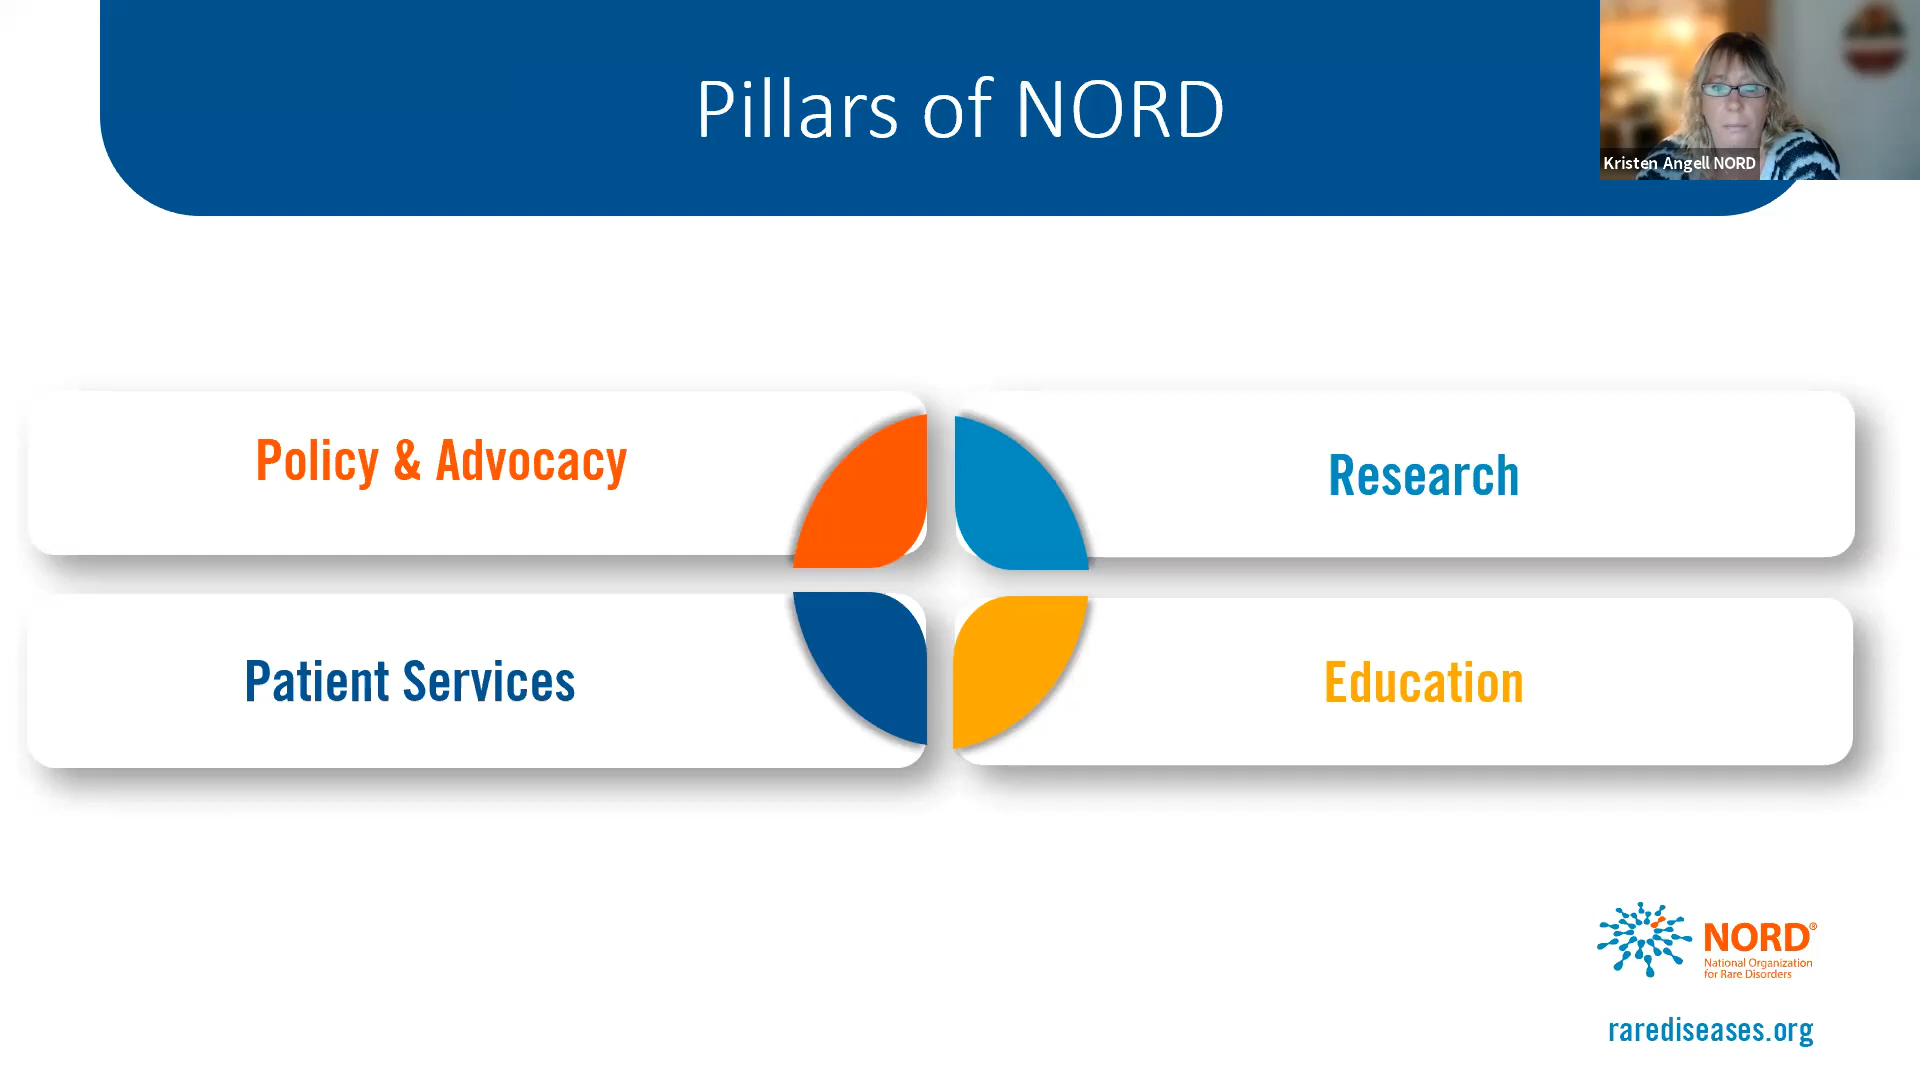 Pillars of NORD
Kristen Angell NORD
Policy & Advocacy
Research
Patient Services
Education
NORD®
National Organization
for Rare Disorders
rarediseases.org